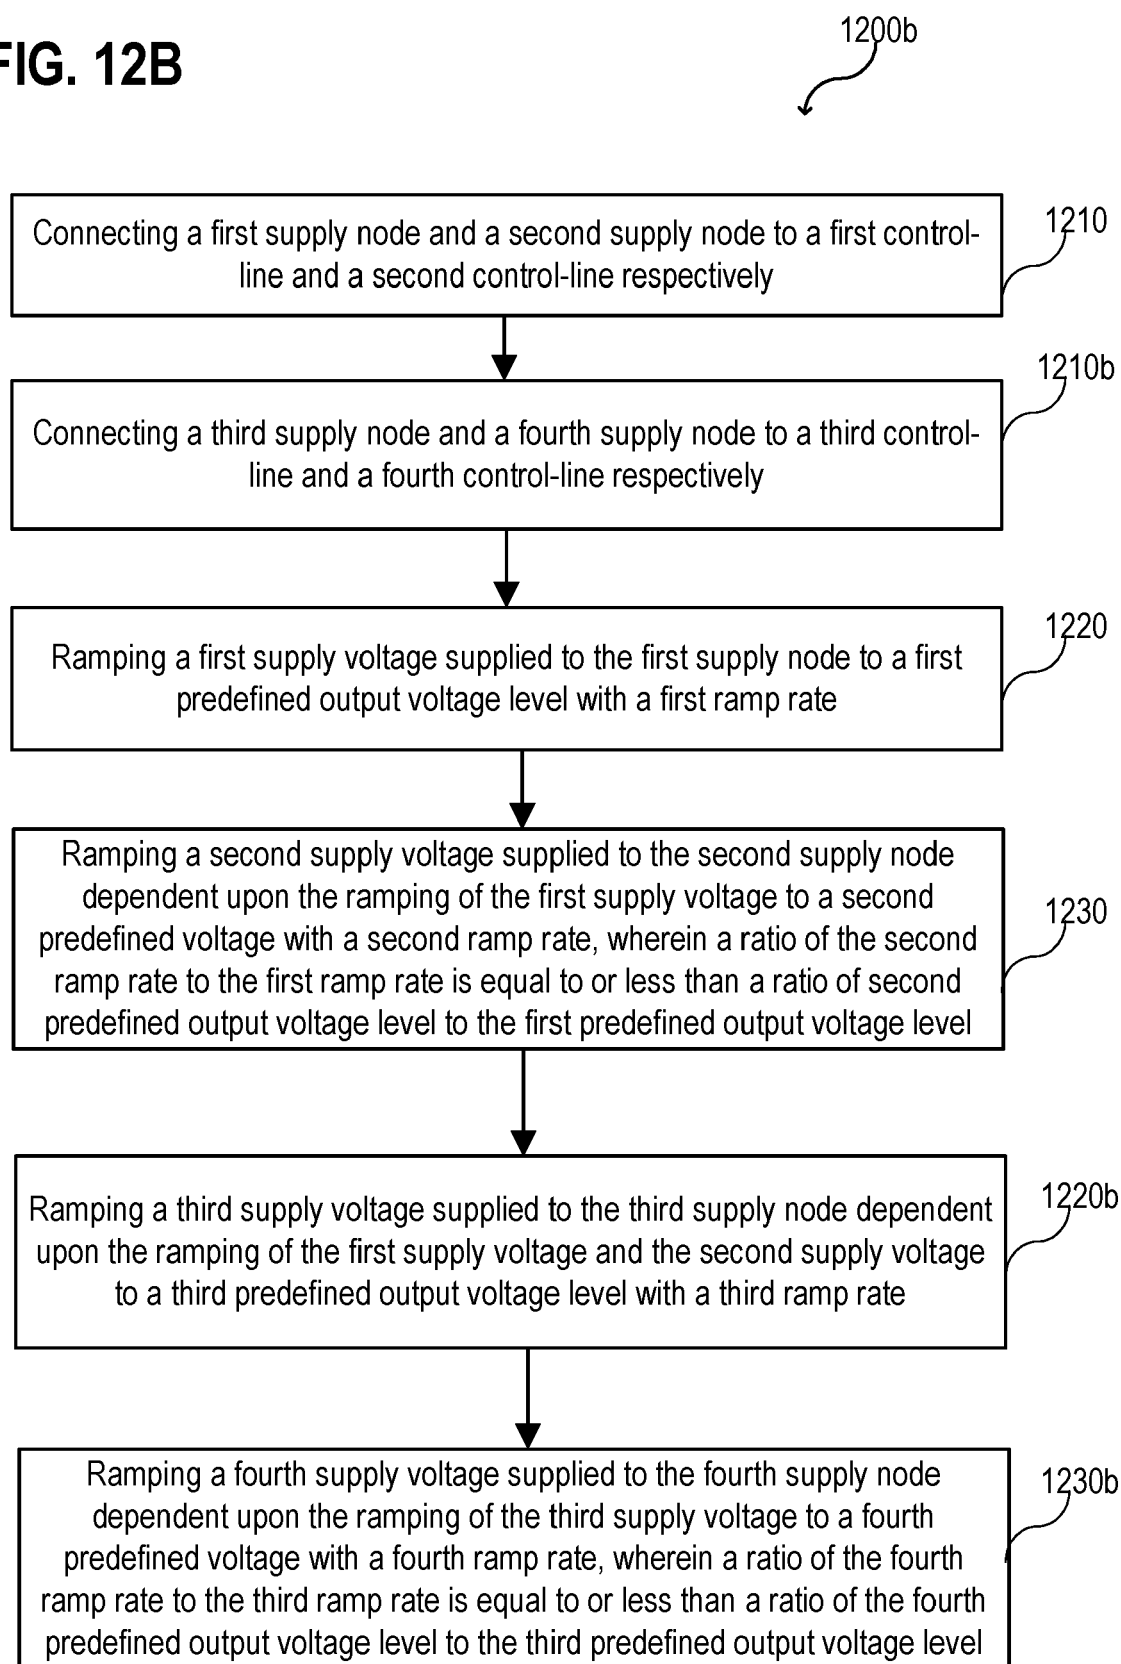 FIG. 12B
1200b
Connecting a first supply node and a second supply node to a first control-
line and a second control-line respectively
1210
Connecting a third supply node and a fourth supply node to a third control-
line and a fourth control-line respectively
1210b
Ramping a first supply voltage supplied to the first supply node to a first
predefined output voltage level with a first ramp rate
1220
Ramping a second supply voltage supplied to the second supply node
dependent upon the ramping of the first supply voltage to a second
predefined voltage with a second ramp rate, wherein a ratio of the second
ramp rate to the first ramp rate is equal to or less than a ratio of second
predefined output voltage level to the first predefined output voltage level
1230
Ramping a third supply voltage supplied to the third supply node dependent
upon the ramping of the first supply voltage and the second supply voltage
to a third predefined output voltage level with a third ramp rate
1220b
Ramping a fourth supply voltage supplied to the fourth supply node
dependent upon the ramping of the third supply voltage to a fourth
predefined voltage with a fourth ramp rate, wherein a ratio of the fourth
ramp rate to the third ramp rate is equal to or less than a ratio of the fourth
predefined output voltage level to the third predefined output voltage level
1230b